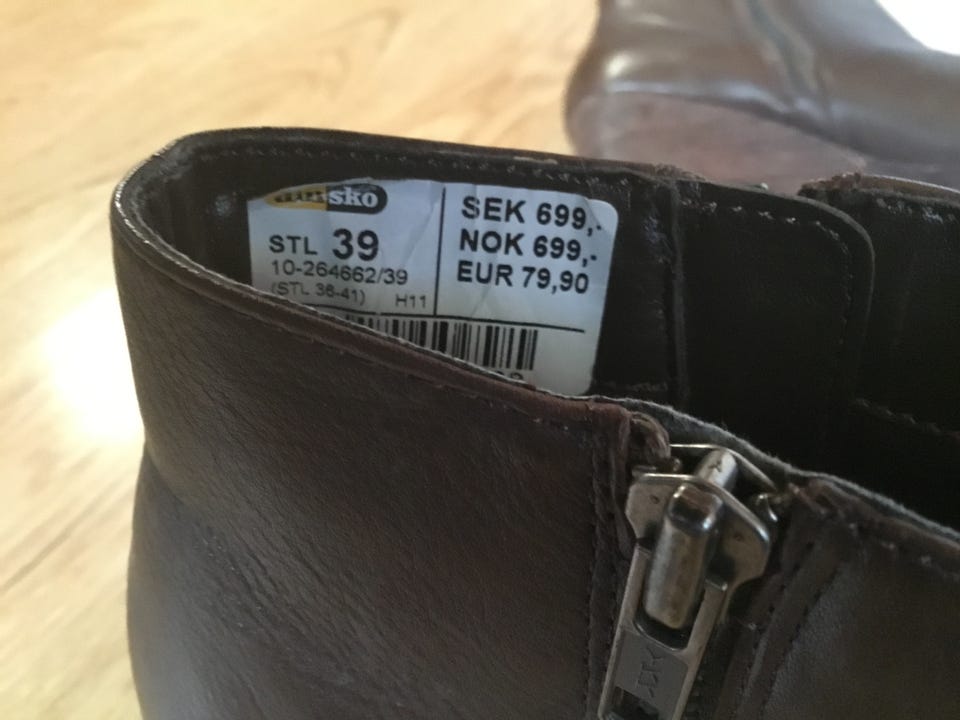 sko
STL 39
10-264662/39
(STL 36-41) H11
SEK 699,-
NOK 699,-
EUR 79,90